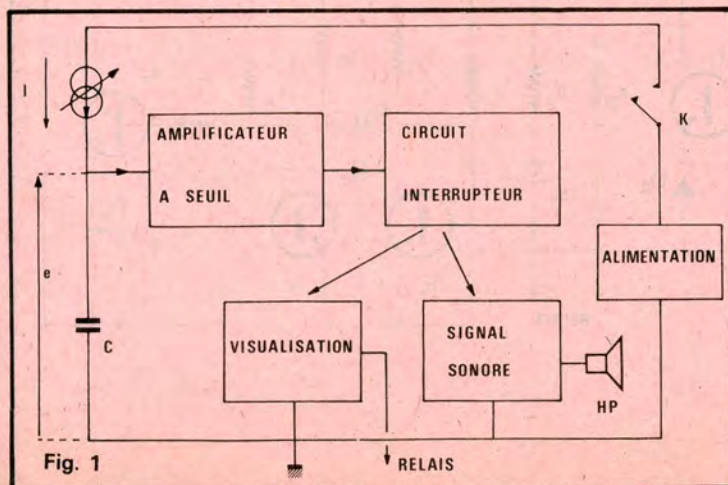 I
AMPLIFICATEUR
A SEUIL
CIRCUIT
INTERRUPTEUR
K
ALIMENTATION
e
C
VISUALISATION
SIGNAL
SONORE
HP
Fig. 1
RELAIS